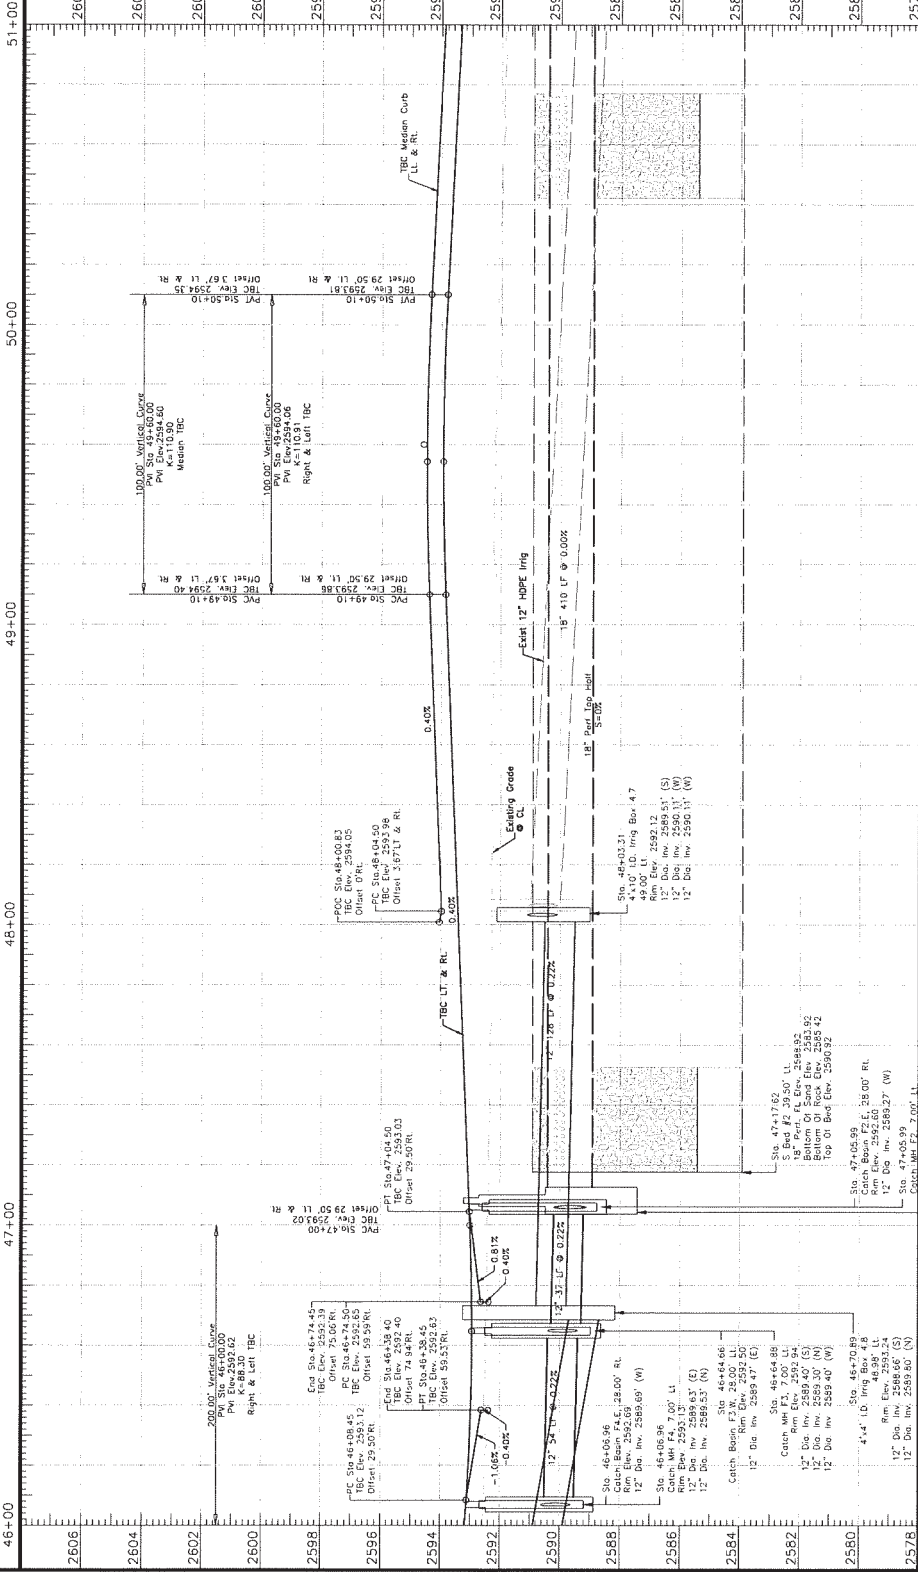 46+00
47+00
48+00
49+00
50+00
51+00
2604
2602
2600
2598
2596
2594
2592
2590
2588
2586
2584
2582
2580
2578
200.00' Vertical Curve
PVI Sta 46+00.00
PVI Elev.2592.62
K=88.30
Right & Left TBC
PVC Sta.47+00
TBC Elev. 2593.02
Offset 29.50' Lt. & Rt
PC Sta.46+08.45
TBC Elev. 2593.12
Offset 29.50'Rt.
End Sta.46+74.45
TBC Elev. 2592.39
Offset 75.06'Rt.
PC Sta.46+74.50
TBC Elev. 2592.65
Offset 59.59'Rt.
End Sta.46+38.40
TBC Elev. 2592.40
Offset 74.94'Rt.
PT Sta.46+38.45
TBC Elev. 2592.63
Offset 59.53'Rt.
-1.06%
-0.40%
0.81%
0.40%
PT Sta.47+04.50
TBC Elev. 2593.03
Offset 29.50'Rt.
TBC LT. & Rt.
POC Sta.48+00.83
TBC Elev. 2594.05
Offset 0'Rt.
PC Sta.48+04.50
TBC Elev. 2593.98
Offset 3.67'LT & Rt.
0.40%
0.40%
Existing Grade
@ CL
100.00' Vertical Curve
PVI Sta 49+60.00
PVI Elev.2594.60
K=110.90
Median TBC
100.00' Vertical Curve
PVI Sta 49+60.00
PVI Elev.2594.06
K=110.91
Right & Left TBC
PVC Sta.49+10
TBC Elev. 2594.40
Offset 3.67' Lt & Rt
PVC Sta.49+10
TBC Elev. 2593.86
Offset 29.50' Lt. & Rt.
PVT Sta.50+10
TBC Elev. 2594.35
Offset 3.67' Lt & Rt
PVT Sta.50+10
TBC Elev. 2593.81
Offset 29.50' Lt. & Rt
TBC Median Curb
Lt. & Rt.
Exist 12" HDPE Irrig
18" 410 LF @ 0.00%
18" Perf Top Half
S=0%
12" 54 LF @ 0.22%
12" 37 LF @ 0.22%
12" 128 LF @ 0.22%
Sta. 46+06.96
Catch Basin F4.E, 28.00' Rt.
Rim Elev. 2592.69
12" Dia. Inv. 2589.69' (W)
Sta. 46+06.96
Catch MH F4, 7.00' Lt
Rim Elev. 2593.13'
12" Dia Inv. 2589.63' (E)
12" Dia. Inv. 2589.53' (N)
Sta 46+64.66
Catch Basin F3.W, 28.00' Lt.
Rim Elev 2592.50
12" Dia Inv. 2589.47' (E)
Sta. 46+64.88
Catch MH F3, 7.00' Lt
Rim Elev 2592.94
12" Dia. Inv. 2589.40' (S)
12" Dia. Inv. 2589.30' (N)
12" Dia. Inv. 2589.40' (W)
Sta. 46+70.89
4'x4' I.D. Irrig Box 4.8
48.98' Lt.
Rim Elev. 2593.24
12" Dia. Inv. 2588.66' (S)
12" Dia. Inv. 2589.80' (N)
Sta. 47+17.62
S Bed #2 39.50' Lt.
18" Perf. FL Elev. 2588.92
Bottom Of Sand Elev. 2583.92
Bottom Of Rock Elev. 2585.42
Top Of Bed Elev. 2590.92
Sta. 47+05.99
Catch Basin F2.E, 28.00' Rt.
Rim Elev. 2592.60
12" Dia Inv. 2589.27' (W)
Sta. 47+05.99
Catch MH F2, 7.00' Lt
Sta. 48+03.31
4'x10' I.D. Irrig Box 4.7
49.00' Lt.
Rim Elev. 2592.12
12" Dia. Inv. 2589.51' (S)
12" Dia. Inv. 2590.11' (W)
12" Dia. Inv. 2590.11' (W)